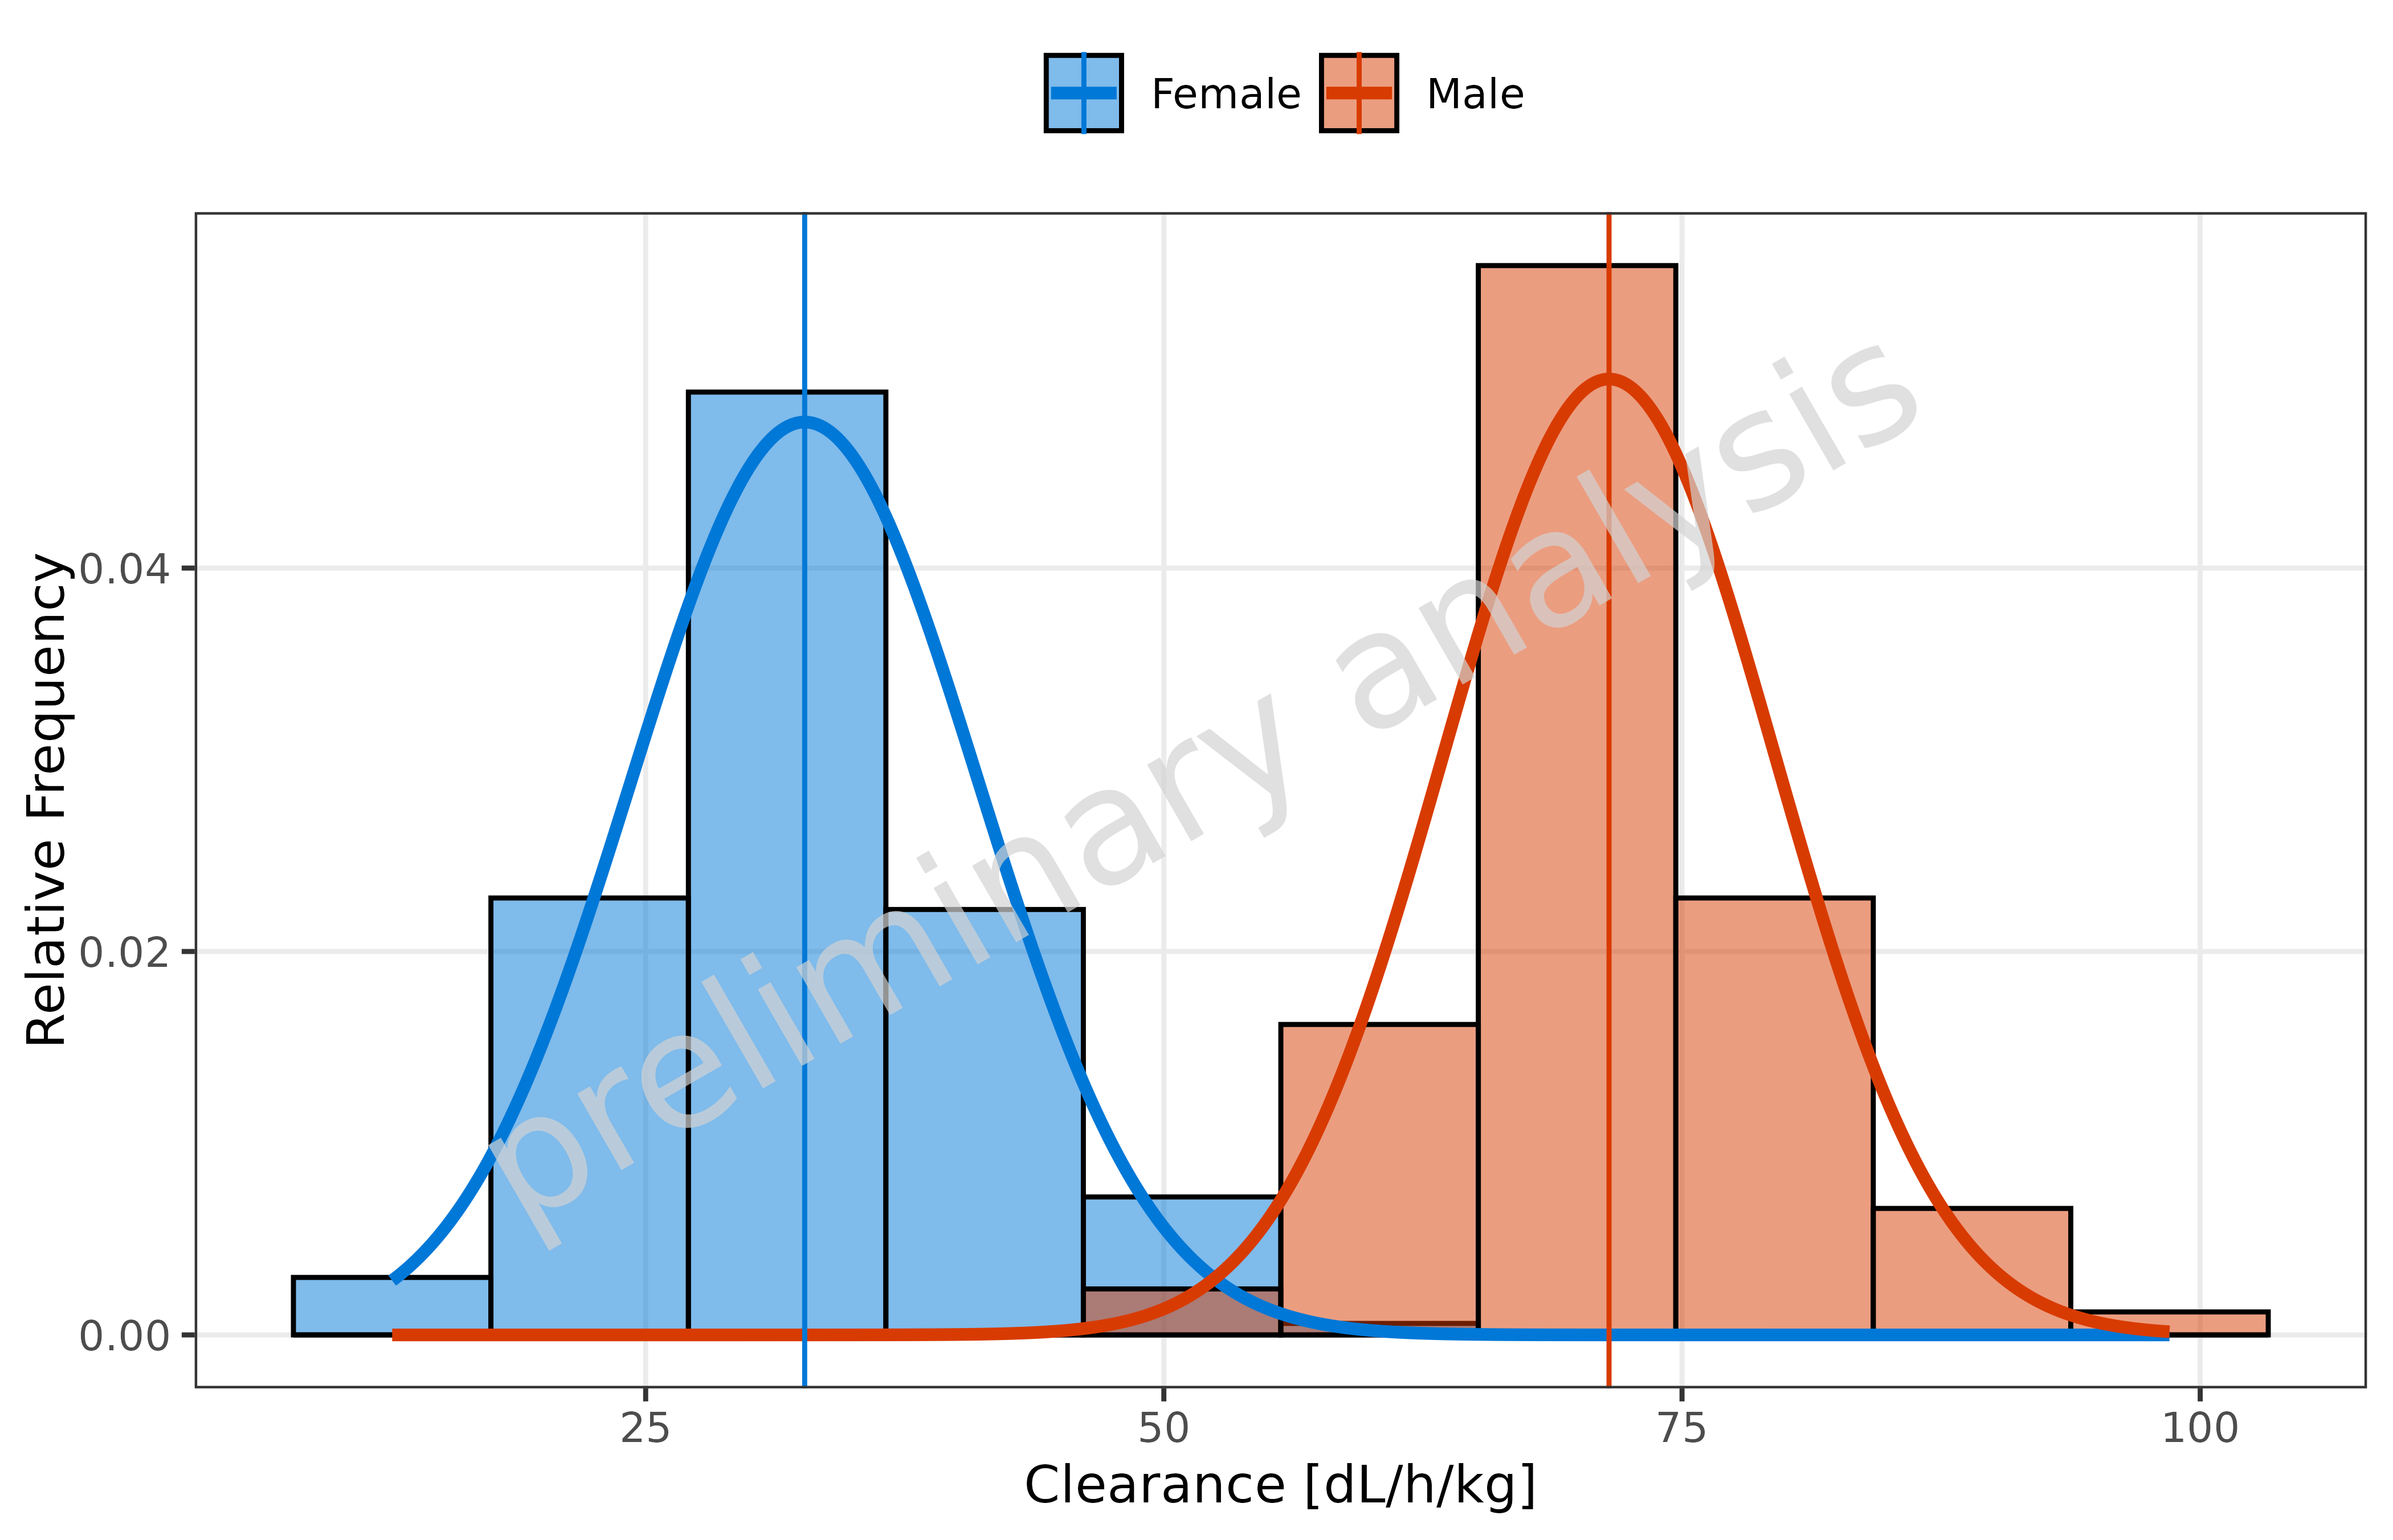 Female Male
preliminary analysis
Relative Frequency
0.04
0.02
0.00
25 50 75 100
Clearance [dL/h/kg]